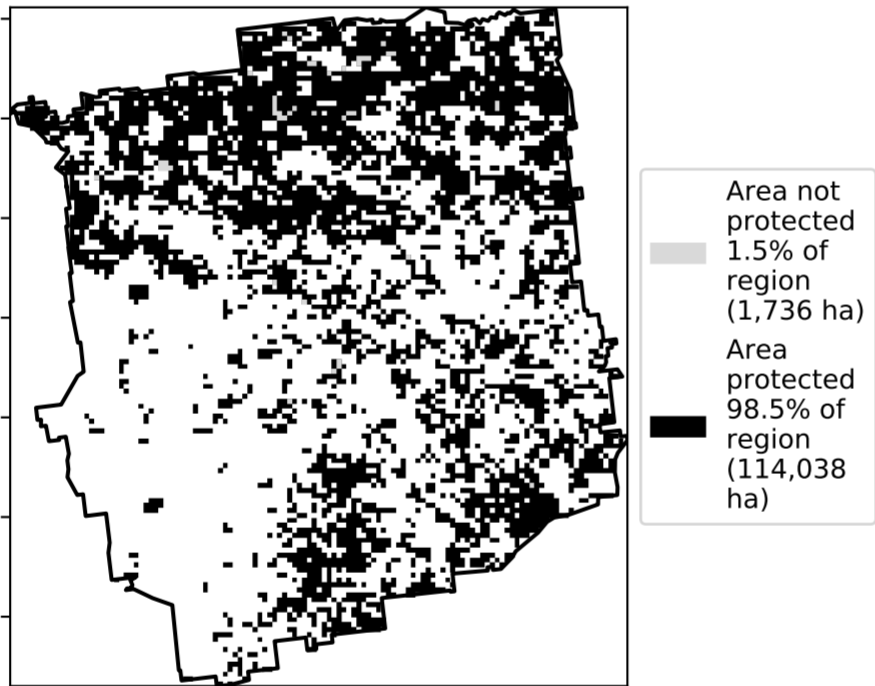 Area not
protected
1.5% of
region
(1,736 ha)
Area
protected
98.5% of
region
(114,038
ha)